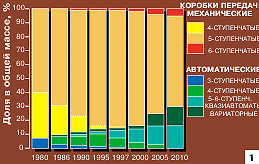 КОРОБКИ ПЕРЕДАЧ:
МЕХАНИЧЕСКИЕ
4-СТУПЕНЧАТЫЕ
5-СТУПЕНЧАТЫЕ
6-СТУПЕНЧАТЫЕ
АВТОМАТИЧЕСКИЕ
3-СТУПЕНЧАТЫЕ
4-СТУПЕНЧАТЫЕ
5-6-СТУПЕНЧ.
КВАЗИАВТОМАТЫ
ВАРИАТОРНЫЕ
Доля в общей массе, %
100
90
80
70
60
50
40
30
20
10
0
1980 1986 1990 1995 1997 2000 2005 2010
1